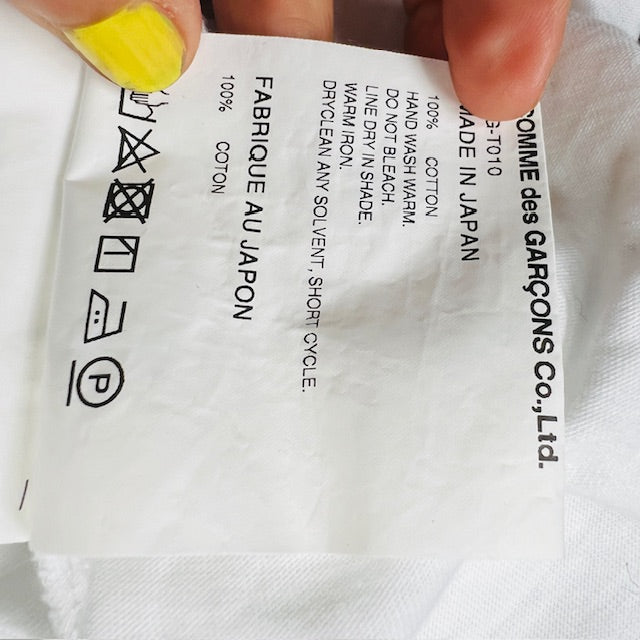 COMME des GARÇONS Co.,Ltd.
G-T010
MADE IN JAPAN
100% COTTON
HAND WASH WARM.
DO NOT BLEACH.
LINE DRY IN SHADE.
WARM IRON.
DRYCLEAN ANY SOLVENT, SHORT CYCLE.
FABRIQUE AU JAPON
100% COTON
P